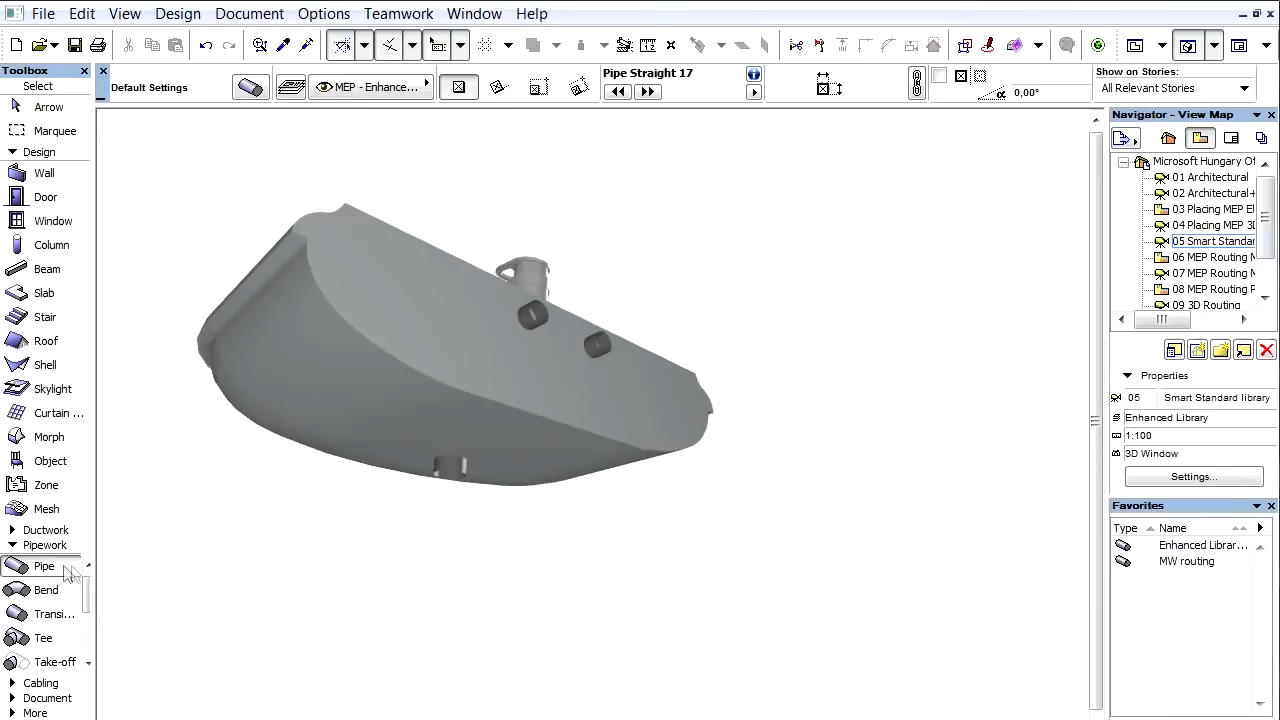 File Edit View Design Document Options Teamwork Window Help
Toolbox
Select
Arrow
Marquee
Design
Wall
Door
Window
Column
Beam
Slab
Stair
Roof
Shell
Skylight
Curtain ...
Morph
Object
Zone
Mesh
Ductwork
Pipework
Pipe
Bend
Transi...
Tee
Take-off
Cabling
Document
More
Default Settings
MEP - Enhance...
Pipe Straight 17
0,00°
Show on Stories:
All Relevant Stories
Navigator - View Map
Microsoft Hungary Of
01 Architectural
02 Architectural+
03 Placing MEP El
04 Placing MEP 3D
05 Smart Standar
06 MEP Routing M
07 MEP Routing M
08 MEP Routing P
09 3D Routing
Properties
05 Smart Standard library
Enhanced Library
1:100
3D Window
Settings...
Favorites
Type Name
Enhanced Librar...
MW routing